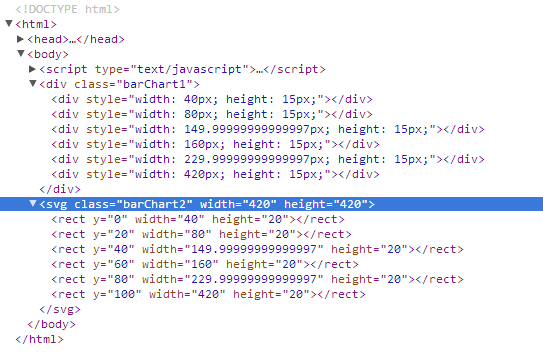 <!DOCTYPE html>
<html>
<head>…</head>
<body>
<script type="text/javascript">…</script>
<div class="barChart1">
<div style="width: 40px; height: 15px;"></div>
<div style="width: 80px; height: 15px;"></div>
<div style="width: 149.99999999999997px; height: 15px;"></div>
<div style="width: 160px; height: 15px;"></div>
<div style="width: 229.99999999999997px; height: 15px;"></div>
<div style="width: 420px; height: 15px;"></div>
</div>
<svg class="barChart2" width="420" height="420">
<rect y="0" width="40" height="20"></rect>
<rect y="20" width="80" height="20"></rect>
<rect y="40" width="149.99999999999997" height="20"></rect>
<rect y="60" width="160" height="20"></rect>
<rect y="80" width="229.99999999999997" height="20"></rect>
<rect y="100" width="420" height="20"></rect>
</svg>
</body>
</html>